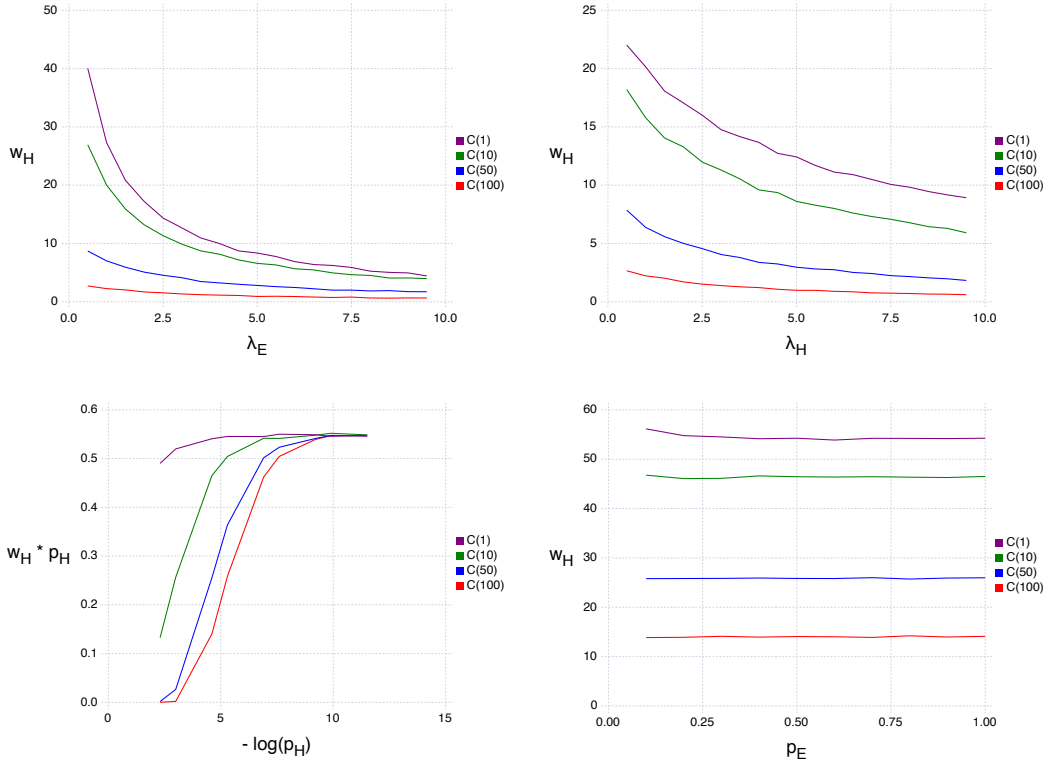 50
40
30
20
10
0
w_H
0.0 2.5 5.0 7.5 10.0
λ_E
C(1)
C(10)
C(50)
C(100)
25
20
15
10
5
0
w_H
0.0 2.5 5.0 7.5 10.0
λ_H
C(1)
C(10)
C(50)
C(100)
0.6
0.5
0.4
0.3
0.2
0.1
0.0
w_H * p_H
0 5 10 15
- log(p_H)
C(1)
C(10)
C(50)
C(100)
60
50
40
30
20
10
0
w_H
0.00 0.25 0.50 0.75 1.00
p_E
C(1)
C(10)
C(50)
C(100)